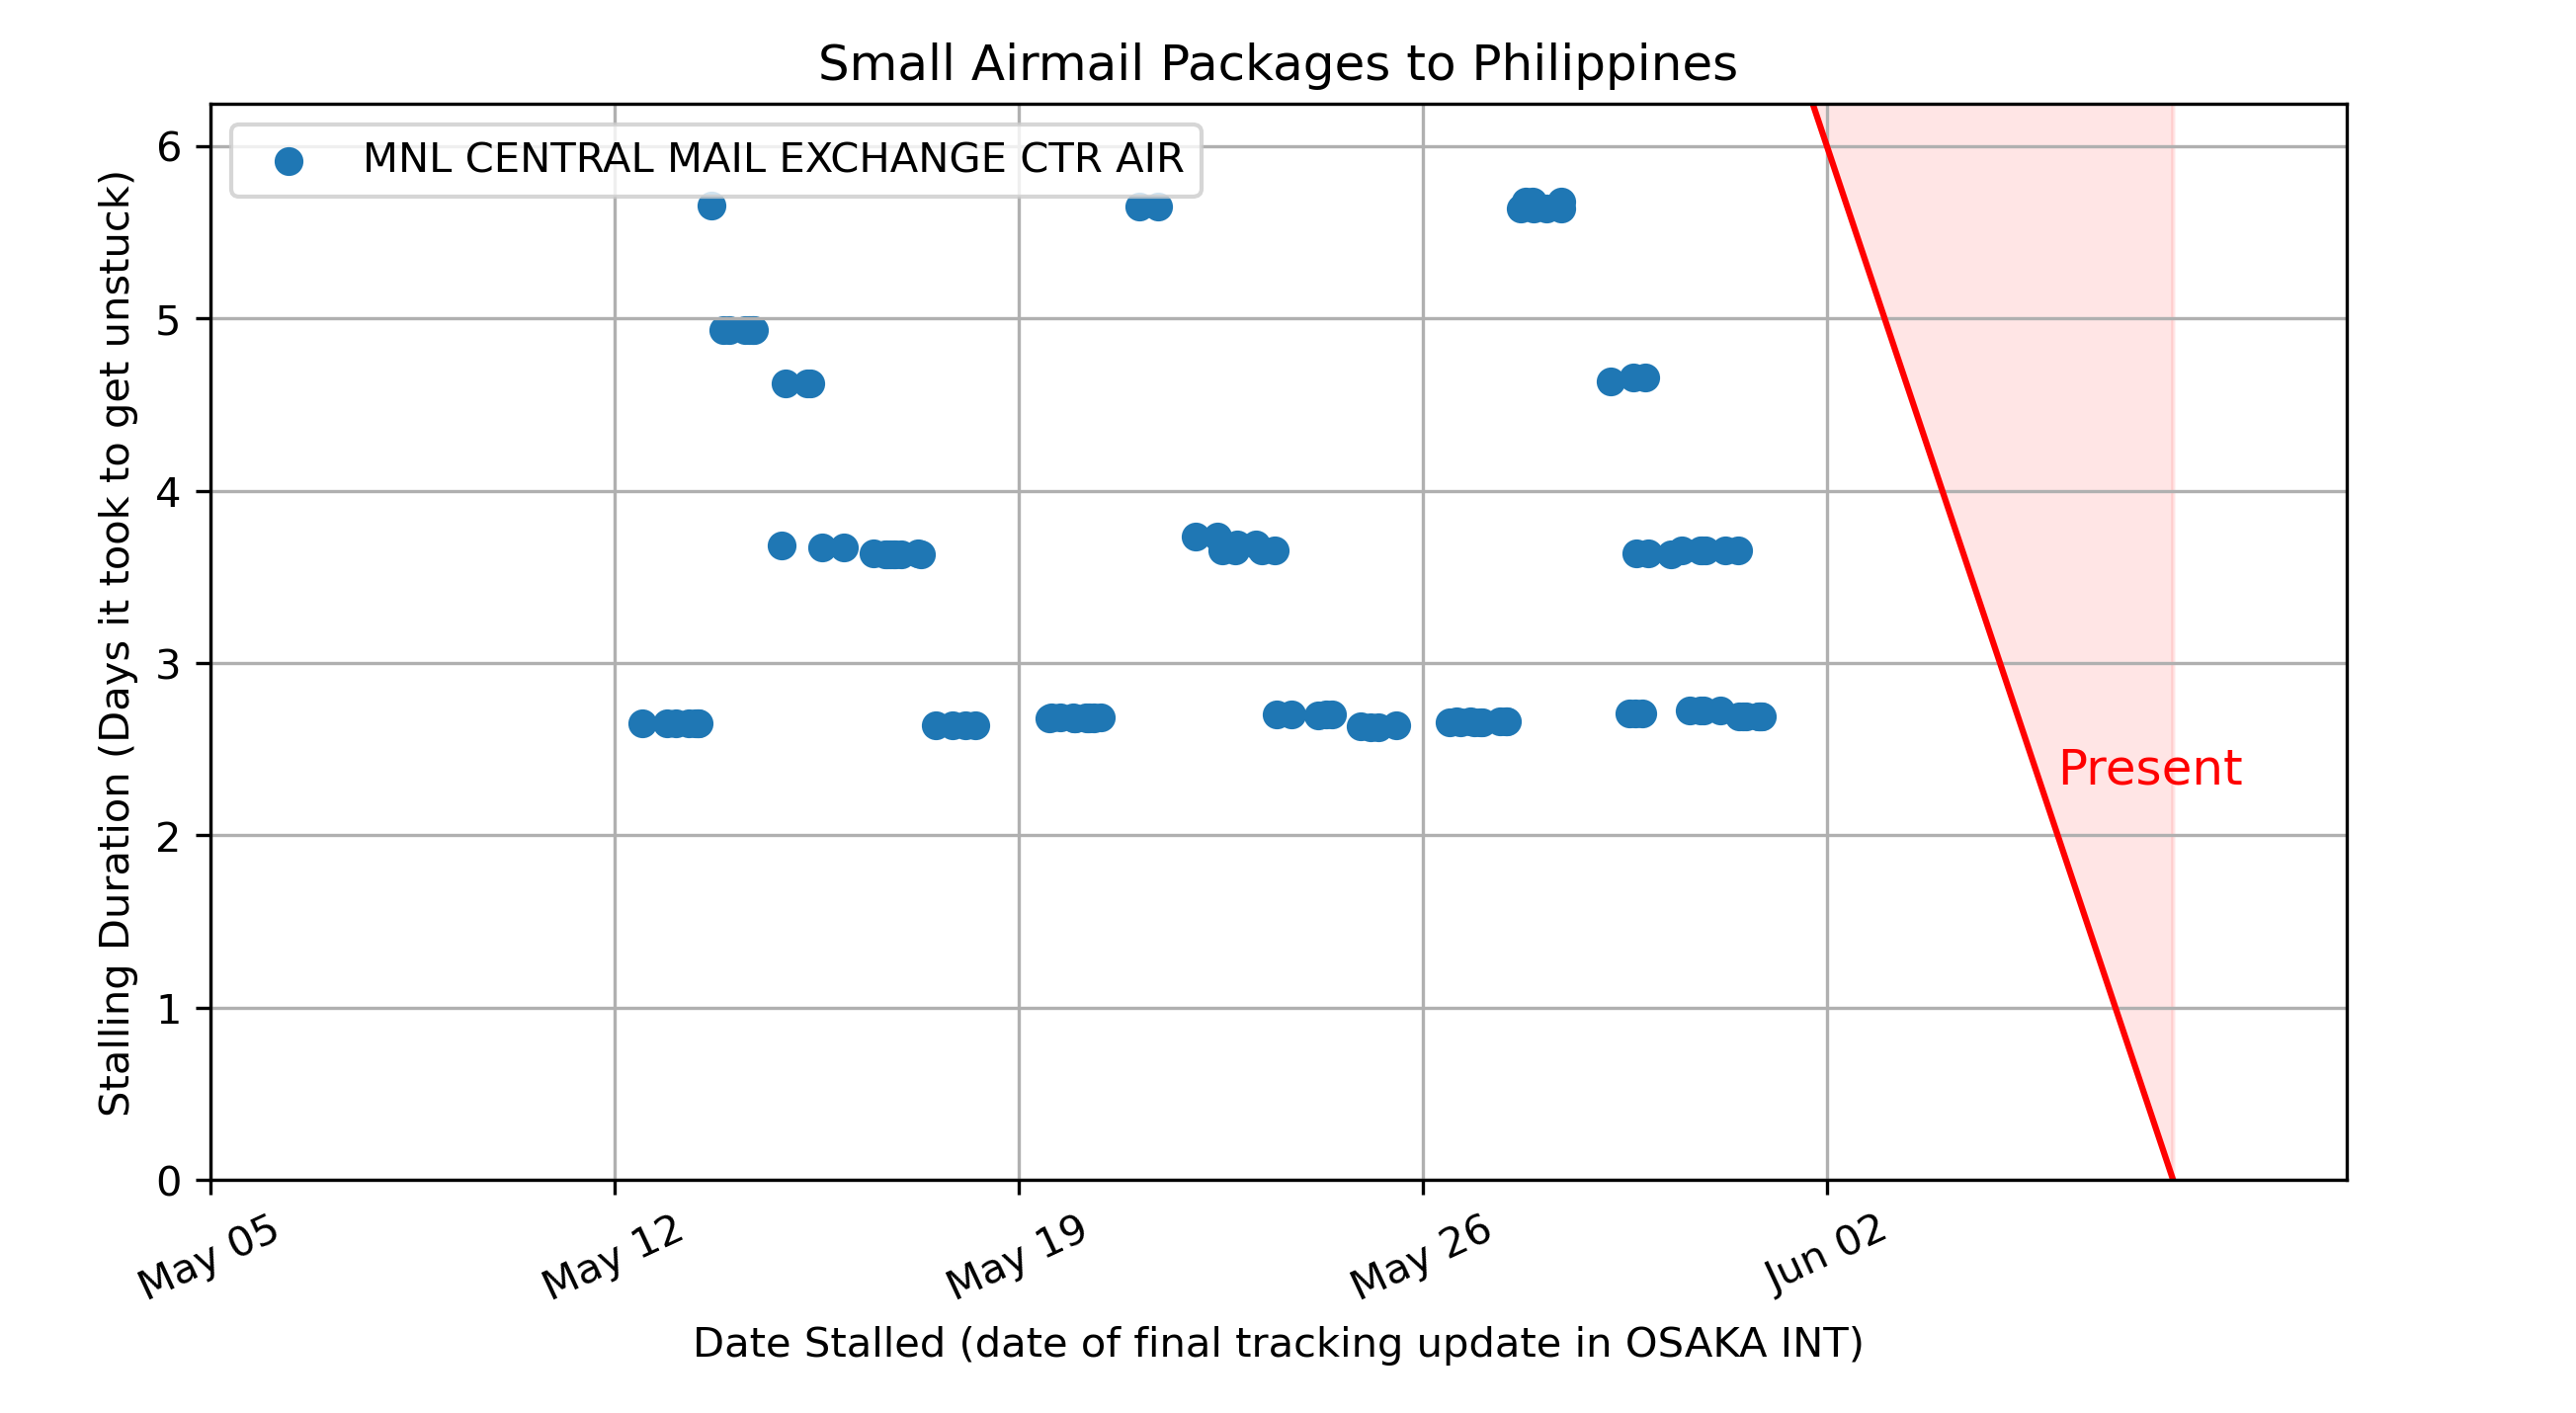 Small Airmail Packages to Philippines
MNL CENTRAL MAIL EXCHANGE CTR AIR
Stalling Duration (Days it took to get unstuck)
6
5
4
3
2
1
0
Present
May 05
May 12
May 19
May 26
Jun 02
Date Stalled (date of final tracking update in OSAKA INT)